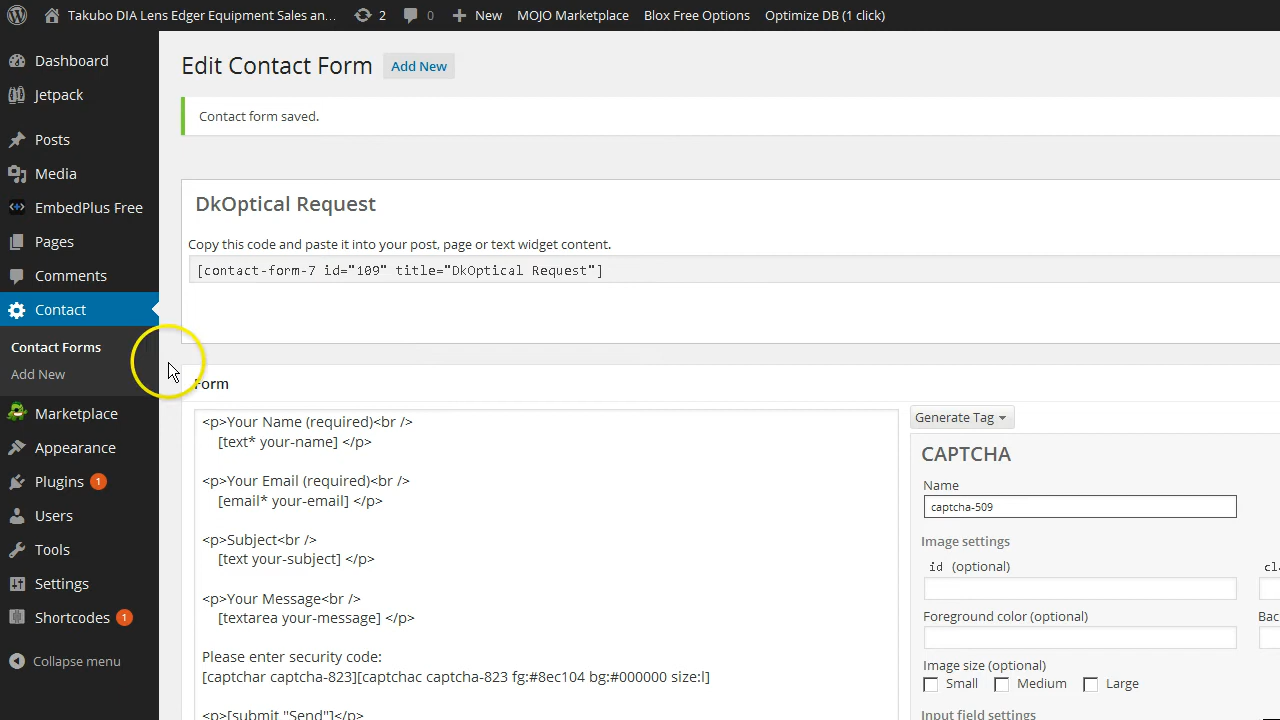 Takubo DIA Lens Edger Equipment Sales an... 2 0 New MOJO Marketplace Blox Free Options Optimize DB (1 click)
Dashboard
Jetpack
Posts
Media
EmbedPlus Free
Pages
Comments
Contact
Contact Forms
Add New
Marketplace
Appearance
Plugins 1
Users
Tools
Settings
Shortcodes 1
Collapse menu
Edit Contact Form Add New
Contact form saved.
DkOptical Request
Copy this code and paste it into your post, page or text widget content.
[contact-form-7 id="109" title="DkOptical Request"]
Form
<p>Your Name (required)<br />
[text* your-name] </p>
<p>Your Email (required)<br />
[email* your-email] </p>
<p>Subject<br />
[text your-subject] </p>
<p>Your Message<br />
[textarea your-message] </p>
Please enter security code:
[captchar captcha-823][captchac captcha-823 fg:#8ec104 bg:#000000 size:l]
<p>[submit "Send"]</p>
Generate Tag
CAPTCHA
Name
captcha-509
Image settings
id (optional) cl
Foreground color (optional) Bac
Image size (optional)
Small Medium Large
Input field settings